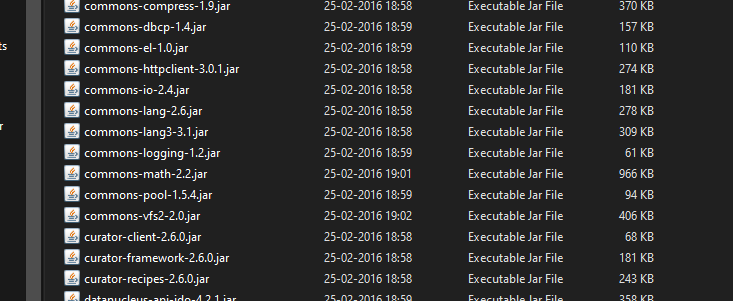 commons-compress-1.9.jar 25-02-2016 18:58 Executable Jar File 370 KB
commons-dbcp-1.4.jar 25-02-2016 18:59 Executable Jar File 157 KB
ts commons-el-1.0.jar 25-02-2016 18:59 Executable Jar File 110 KB
commons-httpclient-3.0.1.jar 25-02-2016 18:58 Executable Jar File 274 KB
commons-io-2.4.jar 25-02-2016 18:58 Executable Jar File 181 KB
commons-lang-2.6.jar 25-02-2016 18:58 Executable Jar File 278 KB
r commons-lang3-3.1.jar 25-02-2016 18:58 Executable Jar File 309 KB
commons-logging-1.2.jar 25-02-2016 18:59 Executable Jar File 61 KB
commons-math-2.2.jar 25-02-2016 19:01 Executable Jar File 966 KB
commons-pool-1.5.4.jar 25-02-2016 18:59 Executable Jar File 94 KB
commons-vfs2-2.0.jar 25-02-2016 19:02 Executable Jar File 406 KB
curator-client-2.6.0.jar 25-02-2016 18:58 Executable Jar File 68 KB
curator-framework-2.6.0.jar 25-02-2016 18:58 Executable Jar File 181 KB
curator-recipes-2.6.0.jar 25-02-2016 18:58 Executable Jar File 243 KB
datanucleus-api-jdo-4.2.1.jar 25-02-2016 18:59 Executable Jar File 358 KB